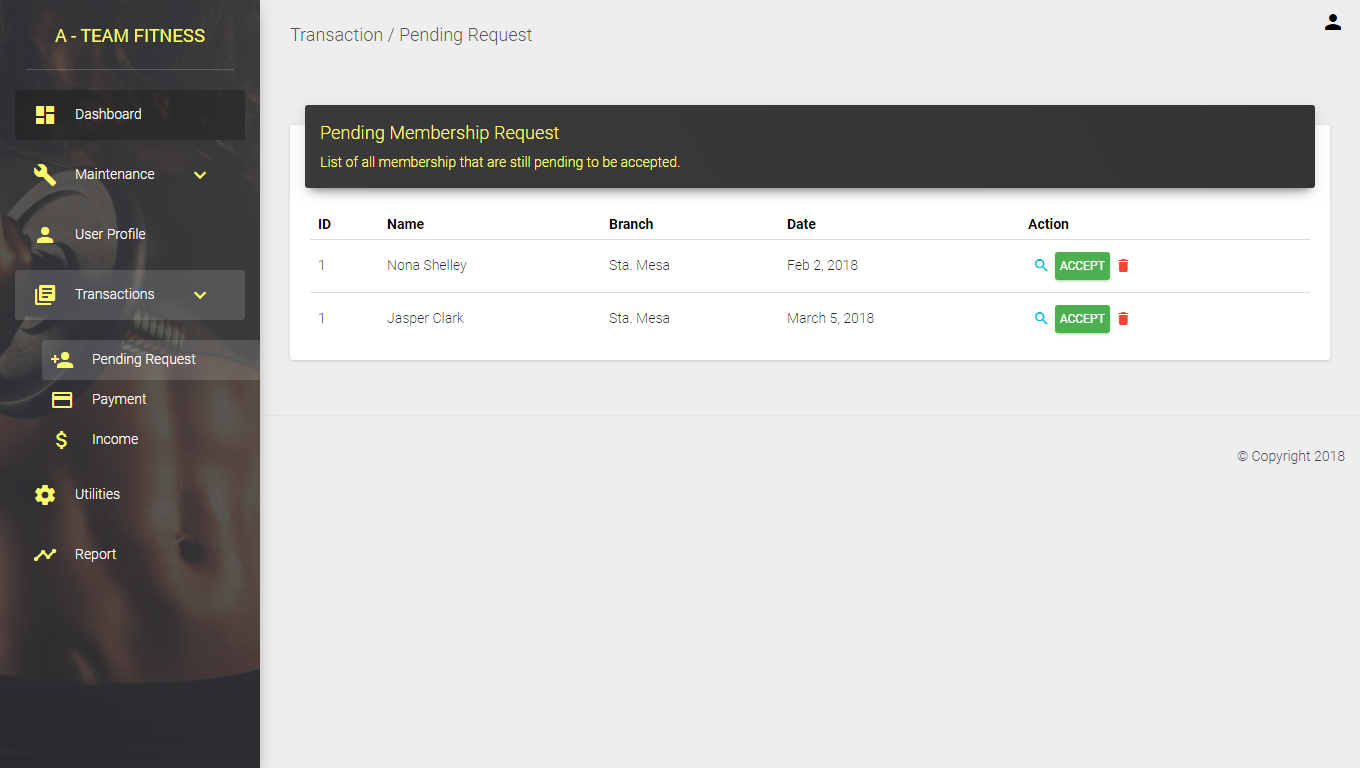 A - TEAM FITNESS
Dashboard
Maintenance
User Profile
Transactions
Pending Request
Payment
Income
Utilities
Report
Transaction / Pending Request
Pending Membership Request
List of all membership that are still pending to be accepted.
ID Name Branch Date Action
1 Nona Shelley Sta. Mesa Feb 2, 2018 ACCEPT
1 Jasper Clark Sta. Mesa March 5, 2018 ACCEPT
© Copyright 2018